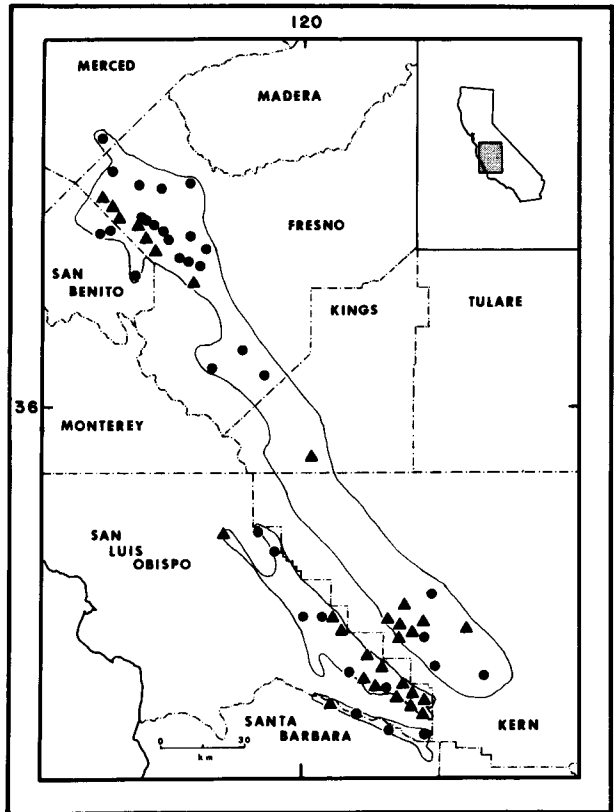 120
MERCED
MADERA
FRESNO
SAN
BENITO
KINGS
TULARE
36
MONTEREY
SAN
LUIS
OBISPO
SANTA
BARBARA
KERN
0 30
km